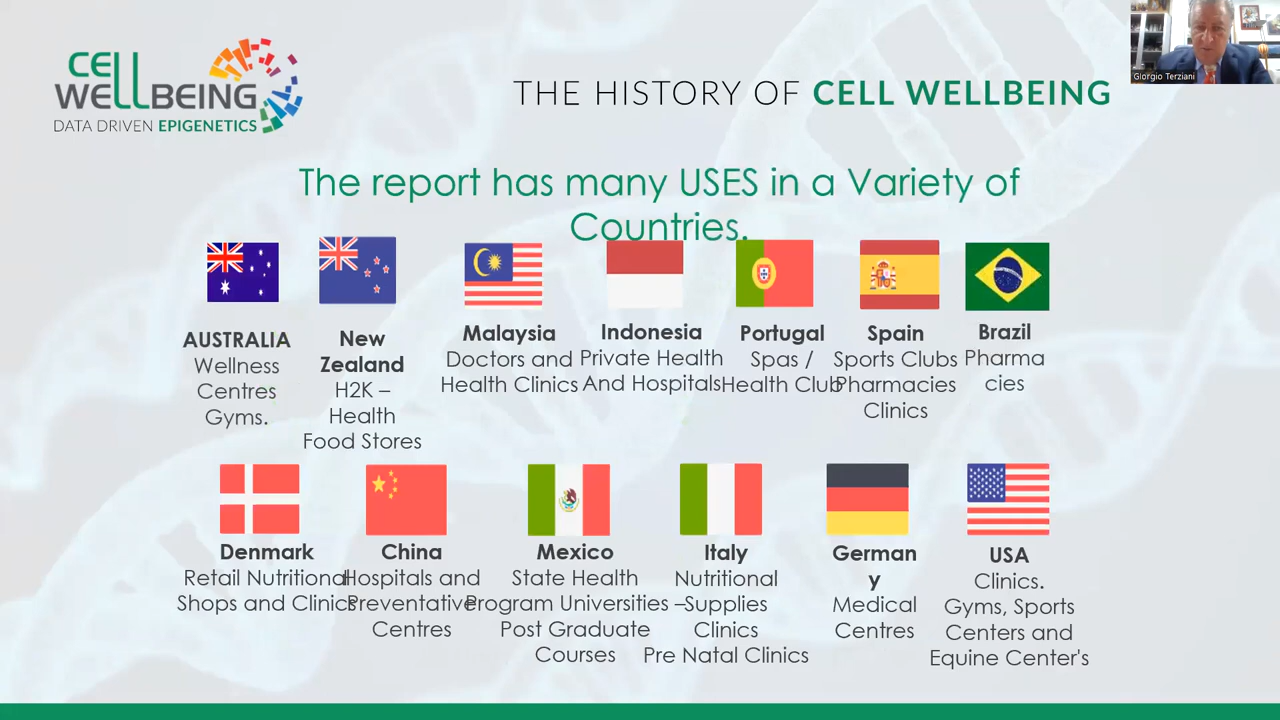 CELL
WELLBEING
DATA DRIVEN EPIGENETICS
THE HISTORY OF CELL WELLBEING
Giorgio Terziani
The report has many USES in a Variety of
Countries.
AUSTRALIA
Wellness
Centres
Gyms.
New
Zealand
H2K –
Health
Food Stores
Malaysia
Doctors and
Health Clinics
Indonesia
Private Health
And Hospitals
Portugal
Spas /
Health Club
Spain
Sports Clubs
Pharmacies
Clinics
Brazil
Pharma
cies
Denmark
Retail Nutritional
Shops and Clinics
China
Hospitals and
Preventative
Centres
Mexico
State Health
Program Universities –
Post Graduate
Courses
Italy
Nutritional
Supplies
Clinics
Pre Natal Clinics
German
y
Medical
Centres
USA
Clinics.
Gyms, Sports
Centers and
Equine Center's